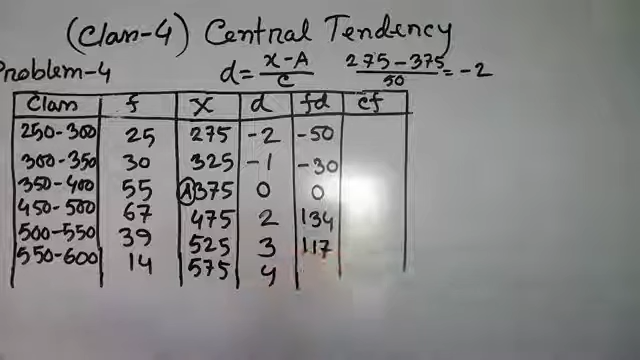 (Clan-4) Central Tendency
Problem-4 d = x-A/c 275-375/50 = -2
Clan f X d fd cf
250-300 25 275 -2 -50
300-350 30 325 -1 -30
350-400 55 A 375 0 0
450-500 67 475 2 134
500-550 39 525 3 117
550-600 14 575 4